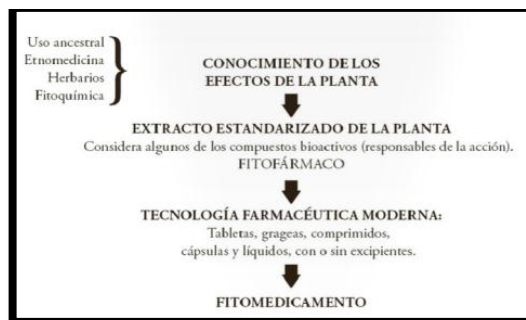 Uso ancestral
Etnomedicina
Herbarios
Fitoquímica
CONOCIMIENTO DE LOS
EFECTOS DE LA PLANTA
EXTRACTO ESTANDARIZADO DE LA PLANTA
Considera algunos de los compuestos bioactivos (responsables de la acción).
FITOFÁRMACO
TECNOLOGÍA FARMACÉUTICA MODERNA:
Tabletas, grageas, comprimidos,
cápsulas y líquidos, con o sin excipientes.
FITOMEDICAMENTO